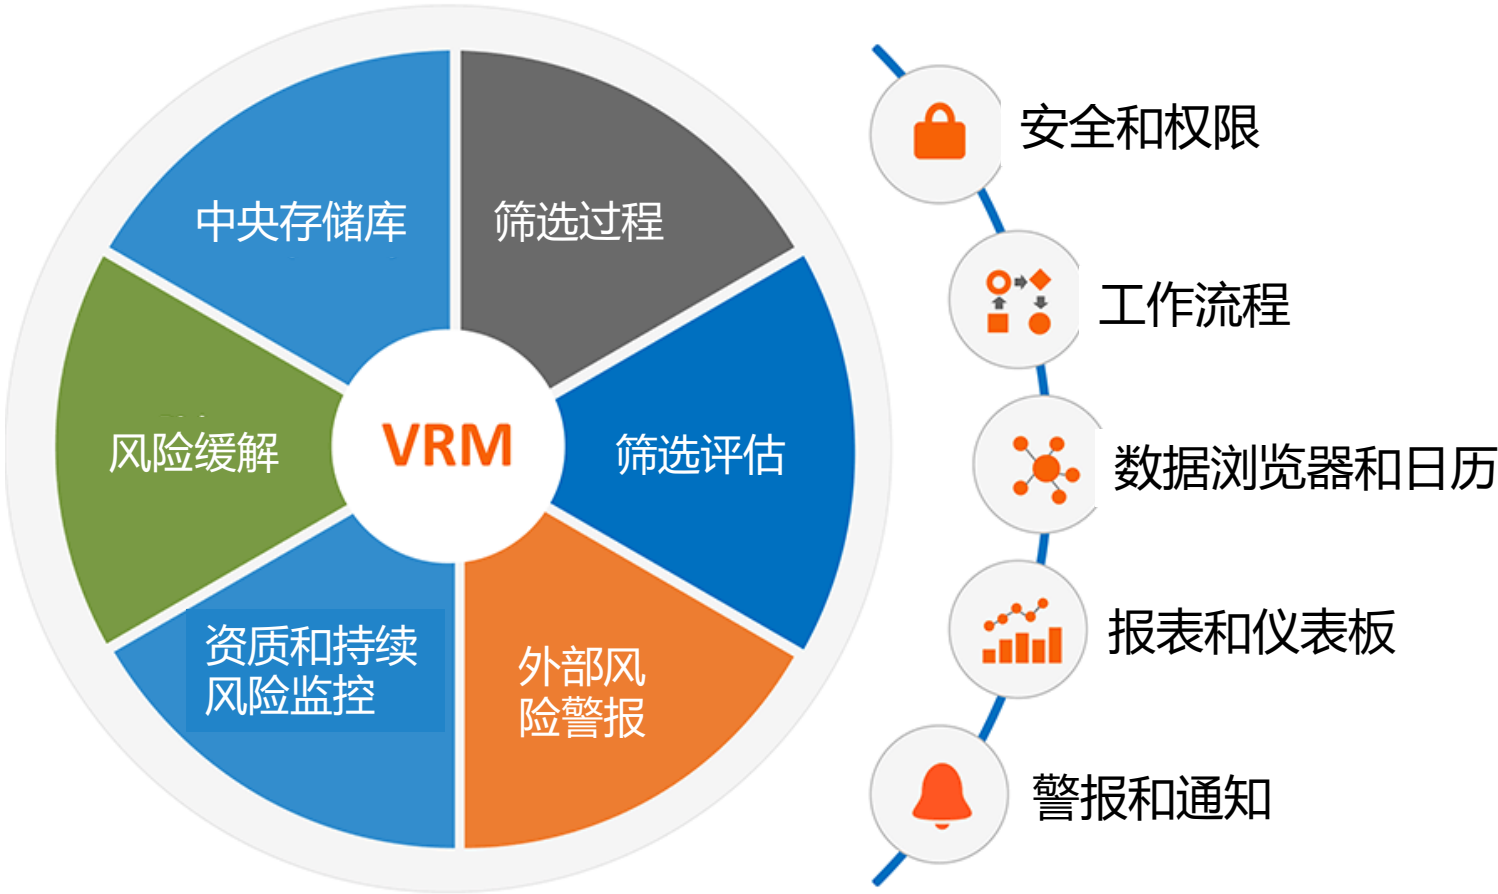 中央存储库
筛选过程
风险缓解
VRM
筛选评估
资质和持续
风险监控
外部风
险警报
安全和权限
工作流程
数据浏览器和日历
报表和仪表板
警报和通知